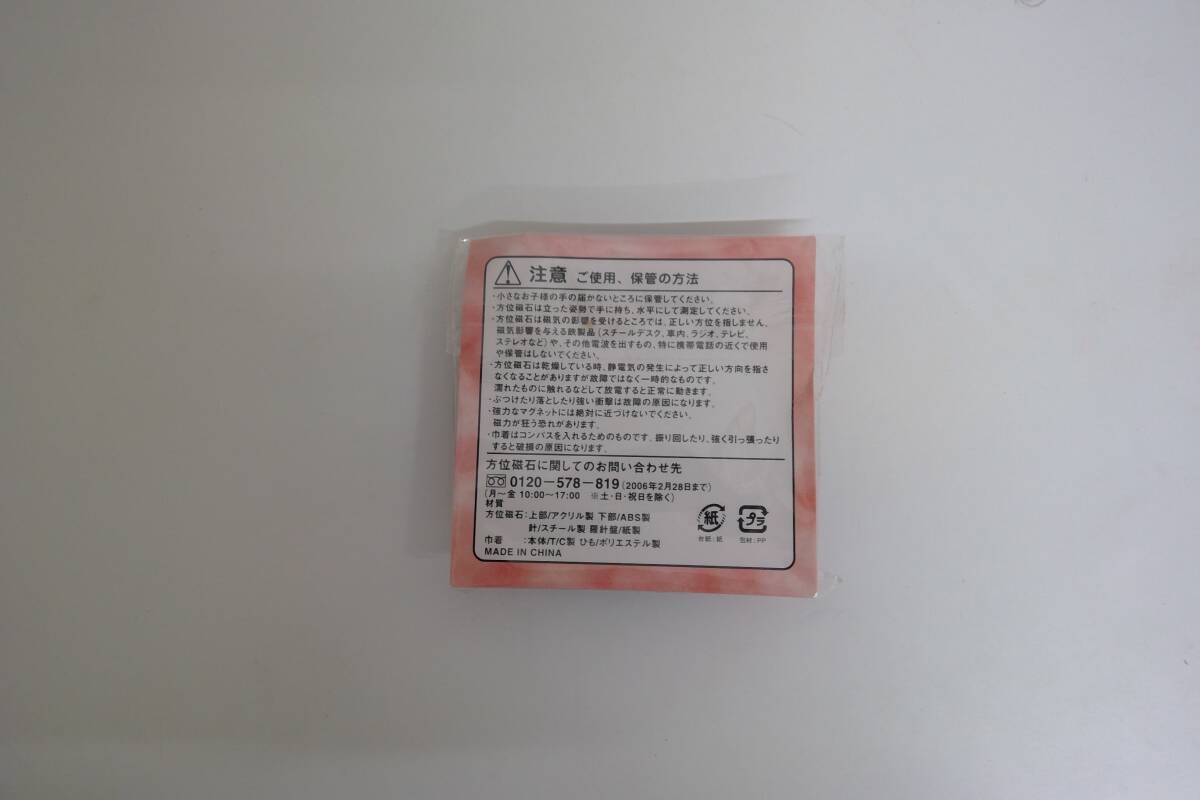 注意 ご使用、保管の方法
・小さなお子様の手の届かないところに保管してください。
・方位磁石は立った姿勢で手に持ち、水平にして測定してください。
・方位磁石は磁気の影響を受けるところでは、正しい方位を指しません。
磁気影響を与える鉄製品（スチールデスク、車内、ラジオ、テレビ、
ステレオなど）や、その他電波を出すもの、特に携帯電話の近くで使用
や保管はしないでください。
・方位磁石は乾燥している時、静電気の発生によって正しい方向を指さ
なくなることがありますが故障ではなく一時的なものです。
濡れたものに触れるなどして放電すると正常に動きます。
・ぶつけたり落としたり強い衝撃は故障の原因になります。
・強力なマグネットには絶対に近づけないでください。
磁力が狂う恐れがあります。
・巾着はコンパスを入れるためのものです。振り回したり、強く引っ張ったり
すると破損の原因になります。
方位磁石に関してのお問い合わせ先
0120－578－819（2006年2月28日まで）
（月～金 10:00～17:00 ※土・日・祝日を除く）
材質
方位磁石：上部/アクリル製 下部/ABS製
針/スチール製 羅針盤/紙製
巾着 ：本体/T/C製 ひも/ポリエステル製
MADE IN CHINA
紙 プラ
台紙：紙 包材：PP